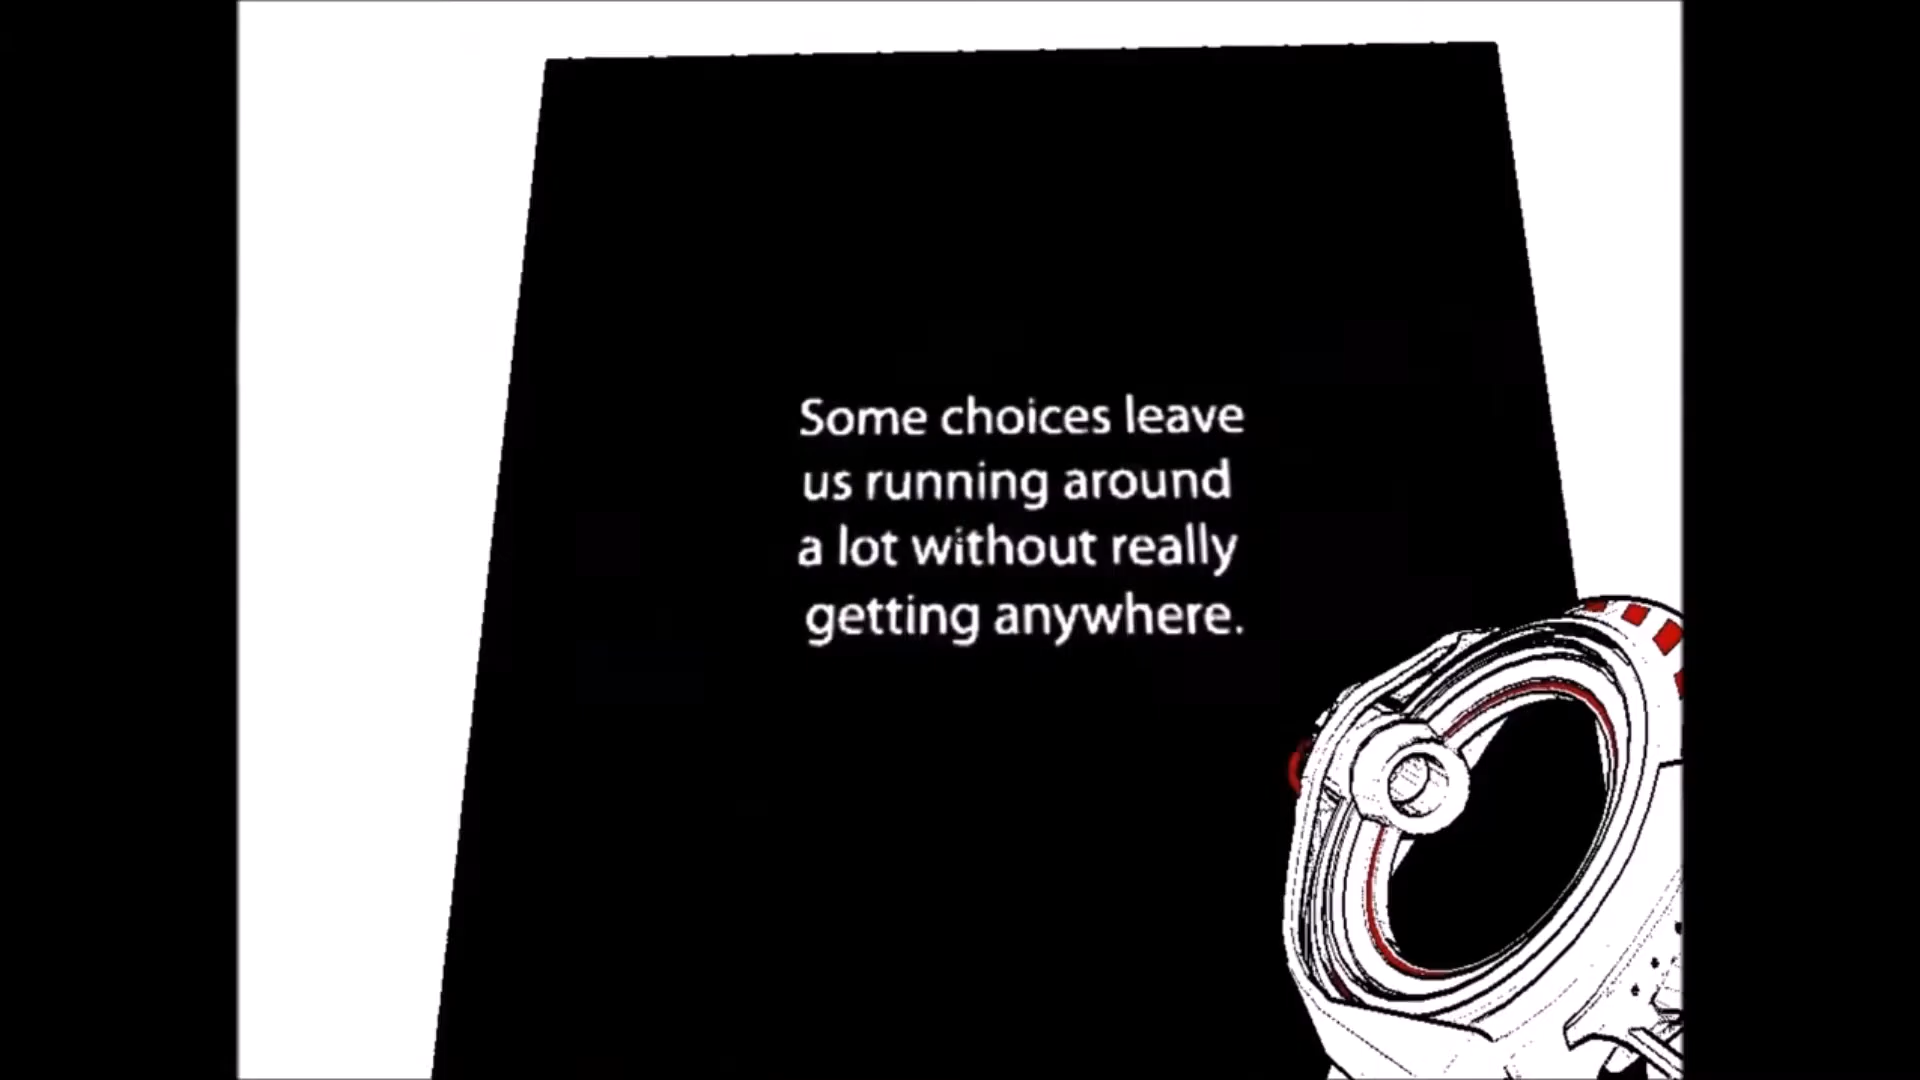 Some choices leave
us running around
a lot without really
getting anywhere.